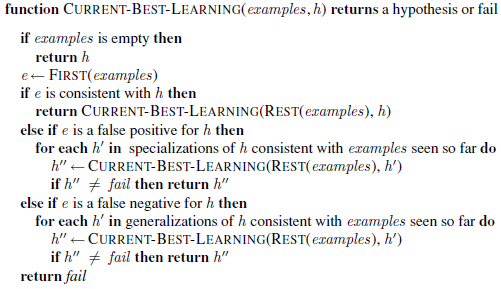 function CURRENT-BEST-LEARNING(examples, h) returns a hypothesis or fail
if examples is empty then
return h
e ← FIRST(examples)
if e is consistent with h then
return CURRENT-BEST-LEARNING(REST(examples), h)
else if e is a false positive for h then
for each h′ in specializations of h consistent with examples seen so far do
h″ ← CURRENT-BEST-LEARNING(REST(examples), h′)
if h″ ≠ fail then return h″
else if e is a false negative for h then
for each h′ in generalizations of h consistent with examples seen so far do
h″ ← CURRENT-BEST-LEARNING(REST(examples), h′)
if h″ ≠ fail then return h″
return fail